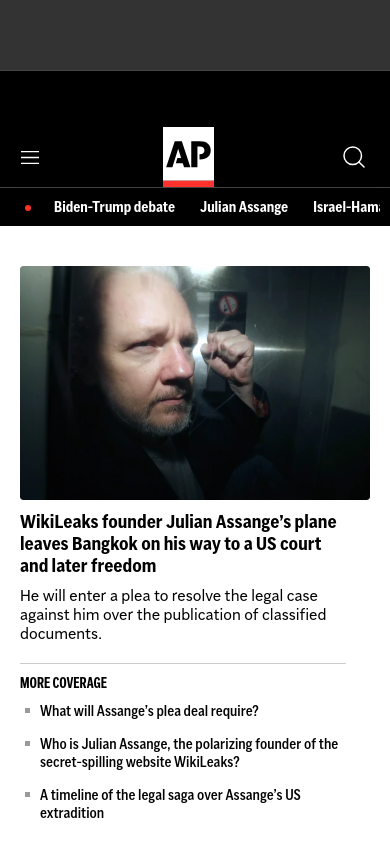 AP
Biden-Trump debate Julian Assange Israel-Hama
WikiLeaks founder Julian Assange's plane
leaves Bangkok on his way to a US court
and later freedom
He will enter a plea to resolve the legal case
against him over the publication of classified
documents.
MORE COVERAGE
What will Assange's plea deal require?
Who is Julian Assange, the polarizing founder of the
secret-spilling website WikiLeaks?
A timeline of the legal saga over Assange's US
extradition